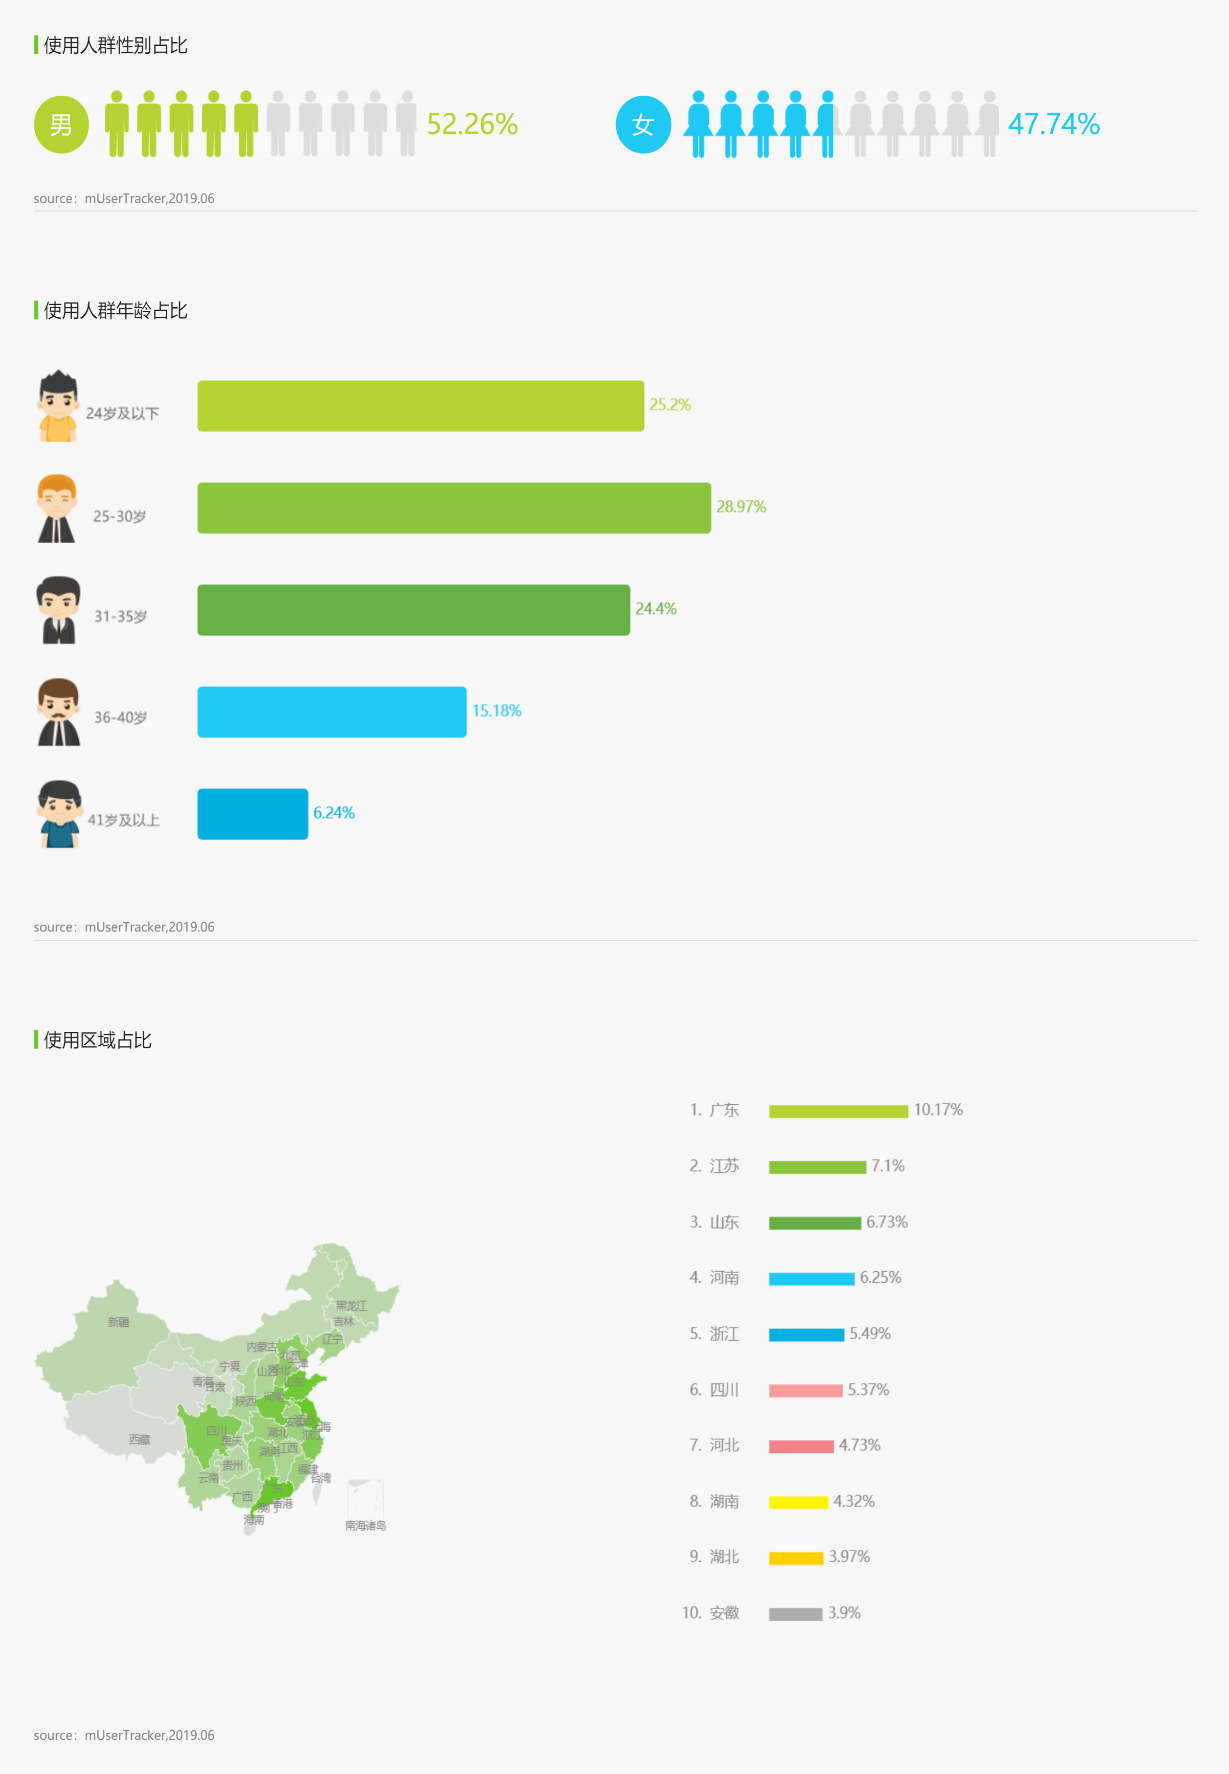 使用人群性别占比
男 52.26% 女 47.74%
source: mUserTracker,2019.06
使用人群年龄占比
24岁及以下 25.2%
25-30岁 28.97%
31-35岁 24.4%
36-40岁 15.18%
41岁及以上 6.24%
source: mUserTracker,2019.06
使用区域占比
1. 广东 10.17%
2. 江苏 7.1%
3. 山东 6.73%
4. 河南 6.25%
5. 浙江 5.49%
6. 四川 5.37%
7. 河北 4.73%
8. 湖南 4.32%
9. 湖北 3.97%
10. 安徽 3.9%
黑龙江
新疆
吉林
辽宁
内蒙古
北京
天津
宁夏
山西
河北
青海
甘肃
山东
陕西
河南
安徽
上海
四川
湖北
浙江
重庆
西藏
湖南
江西
贵州
福建
云南
台湾
广西
香港
澳门
海南
南海诸岛
source: mUserTracker,2019.06